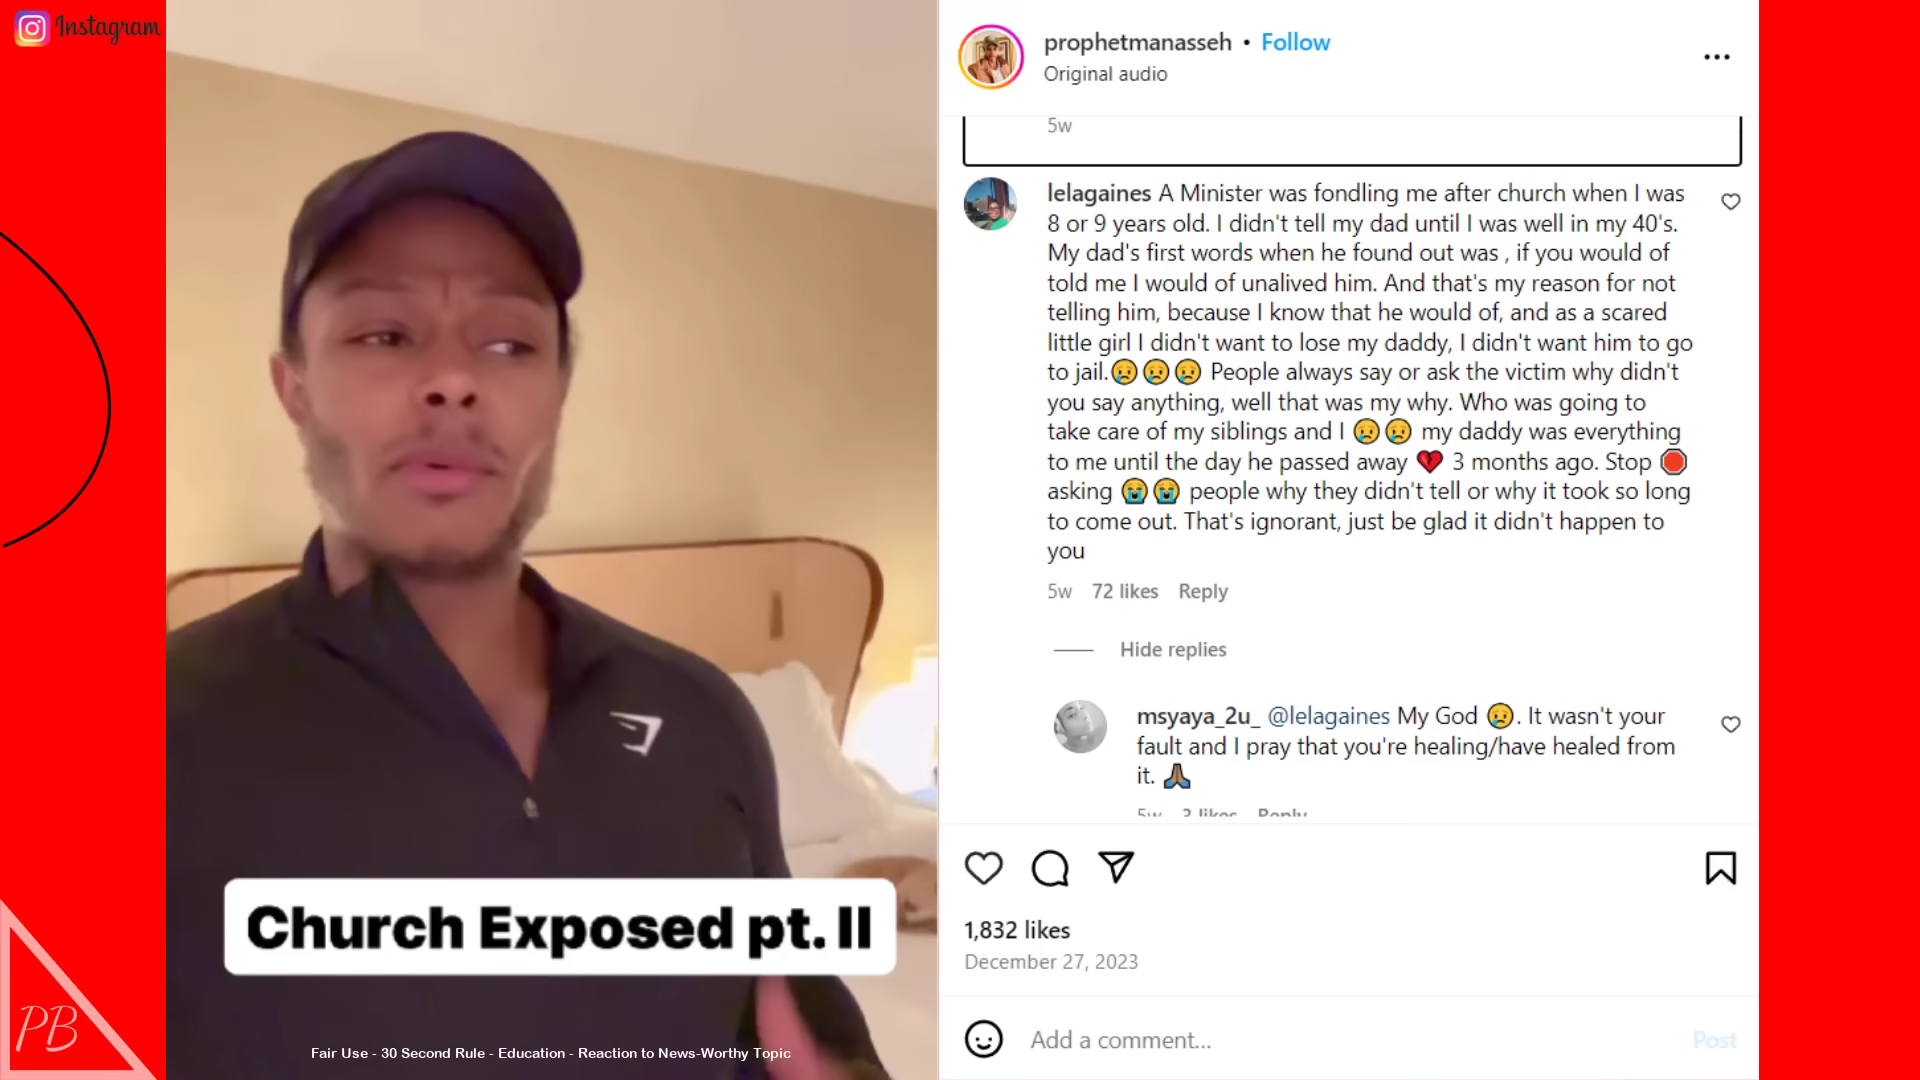 Instagram
prophetmanasseh • Follow
Original audio
5w
lelagaines A Minister was fondling me after church when I was
8 or 9 years old. I didn't tell my dad until I was well in my 40's.
My dad's first words when he found out was , if you would of
told me I would of unalived him. And that's my reason for not
telling him, because I know that he would of, and as a scared
little girl I didn't want to lose my daddy, I didn't want him to go
to jail.😥😥😥 People always say or ask the victim why didn't
you say anything, well that was my why. Who was going to
take care of my siblings and I 😥😥 my daddy was everything
to me until the day he passed away 💔 3 months ago. Stop 🛑
asking 😭😭 people why they didn't tell or why it took so long
to come out. That's ignorant, just be glad it didn't happen to
you
5w 72 likes Reply
Hide replies
msyaya_2u_ @lelagaines My God 😥. It wasn't your
fault and I pray that you're healing/have healed from
it. 🙏🏽
5w 3 likes Reply
1,832 likes
December 27, 2023
Add a comment...
Post
Church Exposed pt. II
Fair Use - 30 Second Rule - Education - Reaction to News-Worthy Topic
PB